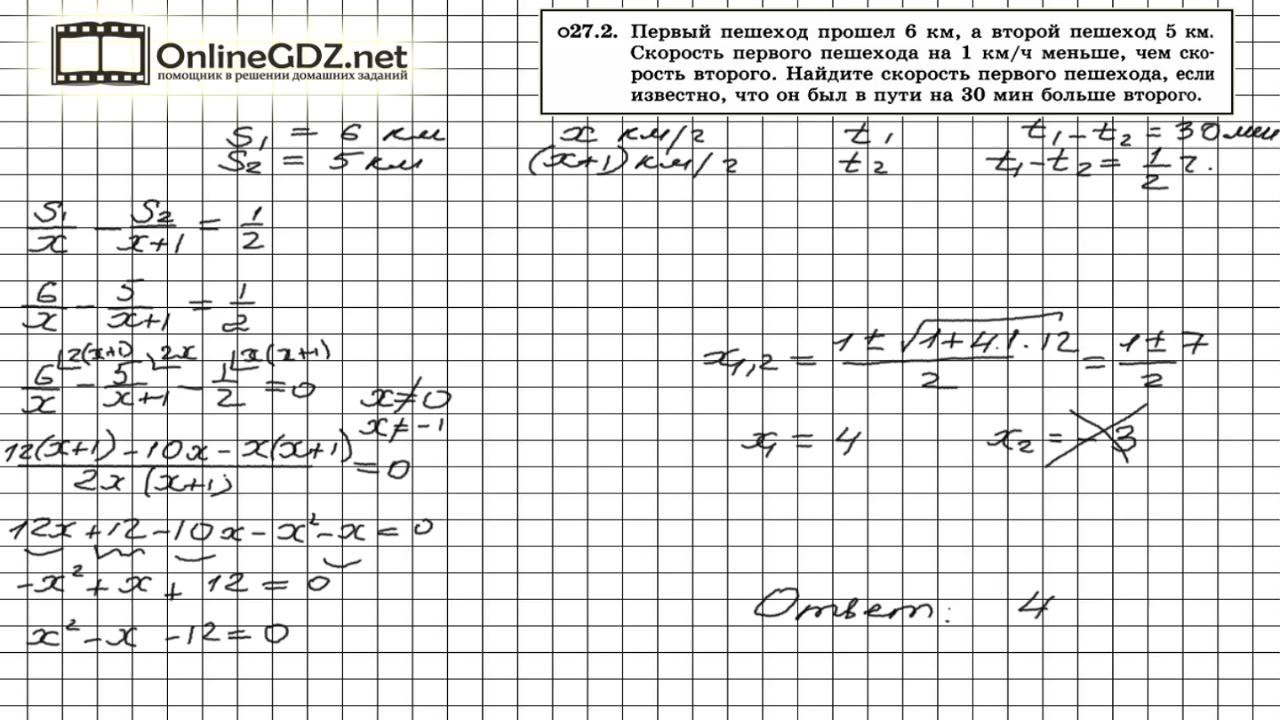 OnlineGDZ.net
помощник в решении домашних заданий
о27.2. Первый пешеход прошел 6 км, а второй пешеход 5 км.
Скорость первого пешехода на 1 км/ч меньше, чем ско-
рость второго. Найдите скорость первого пешехода, если
известно, что он был в пути на 30 мин больше второго.
S₁ = 6 км x км/ч t₁ t₁ - t₂ = 30 мин
S₂ = 5 км (x+1) км/ч t₂ t₁ - t₂ = 1/2 ч.
S₁/x - S₂/(x+1) = 1/2
6/x - 5/(x+1) = 1/2
6/x |2(x+1) - 5/(x+1) |2x - 1/2 |x(x+1) = 0
x ≠ 0
x ≠ -1
(12(x+1) - 10x - x(x+1))/(2x(x+1)) = 0
12x + 12 - 10x - x² - x = 0
-x² + x + 12 = 0
x² - x - 12 = 0
x₁,₂ = (1 ± √(1+4·1·12))/2 = (1 ± 7)/2
x₁ = 4 x₂ = -3
Ответ: 4